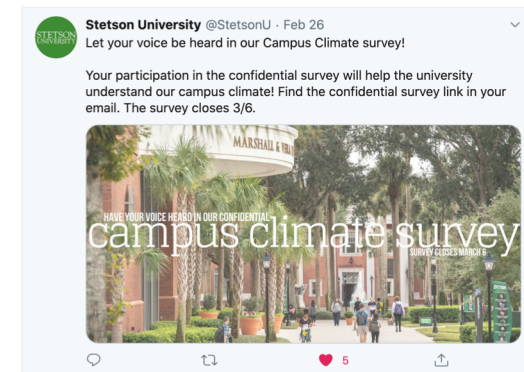 STETSON
UNIVERSITY
Stetson University @StetsonU · Feb 26
Let your voice be heard in our Campus Climate survey!
Your participation in the confidential survey will help the university
understand our campus climate! Find the confidential survey link in your
email. The survey closes 3/6.
MARSHALL &
HAVE YOUR VOICE HEARD IN OUR CONFIDENTIAL
campus climate survey
SURVEY CLOSES MARCH 6
5